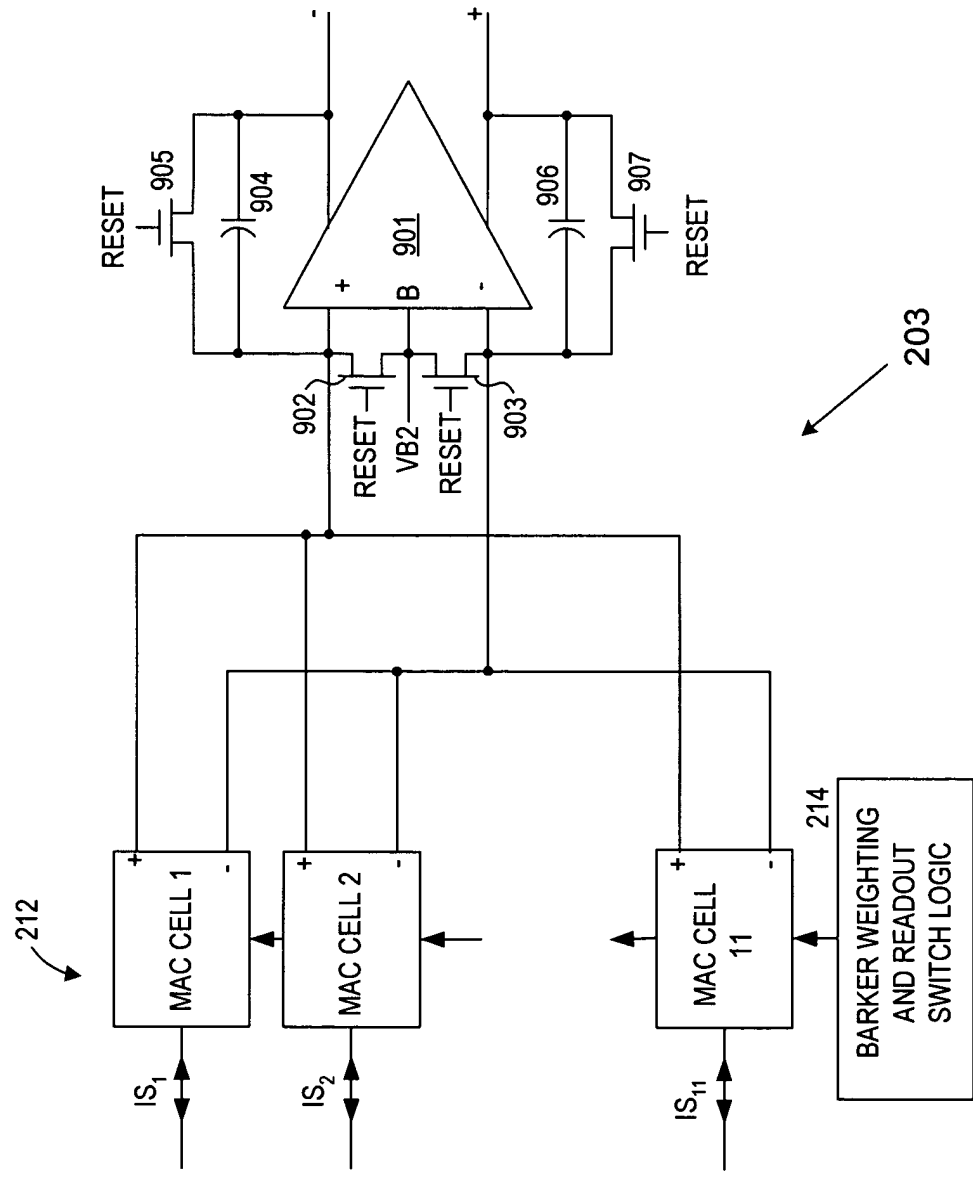 212
IS1
MAC CELL 1
+
-
IS2
MAC CELL 2
+
-
IS11
MAC CELL
11
+
-
214
BARKER WEIGHTING
AND READOUT
SWITCH LOGIC
RESET
905
904
-
902
RESET
VB2
RESET
903
+
B
-
901
+
906
907
RESET
203